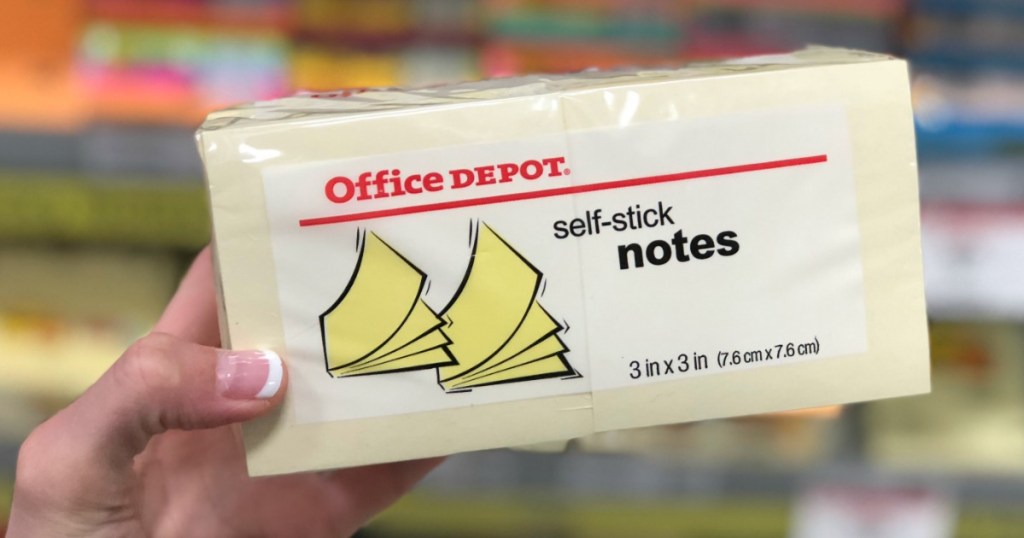 Office DEPOT®
self-stick
notes
3 in x 3 in (7.6 cm x 7.6 cm)